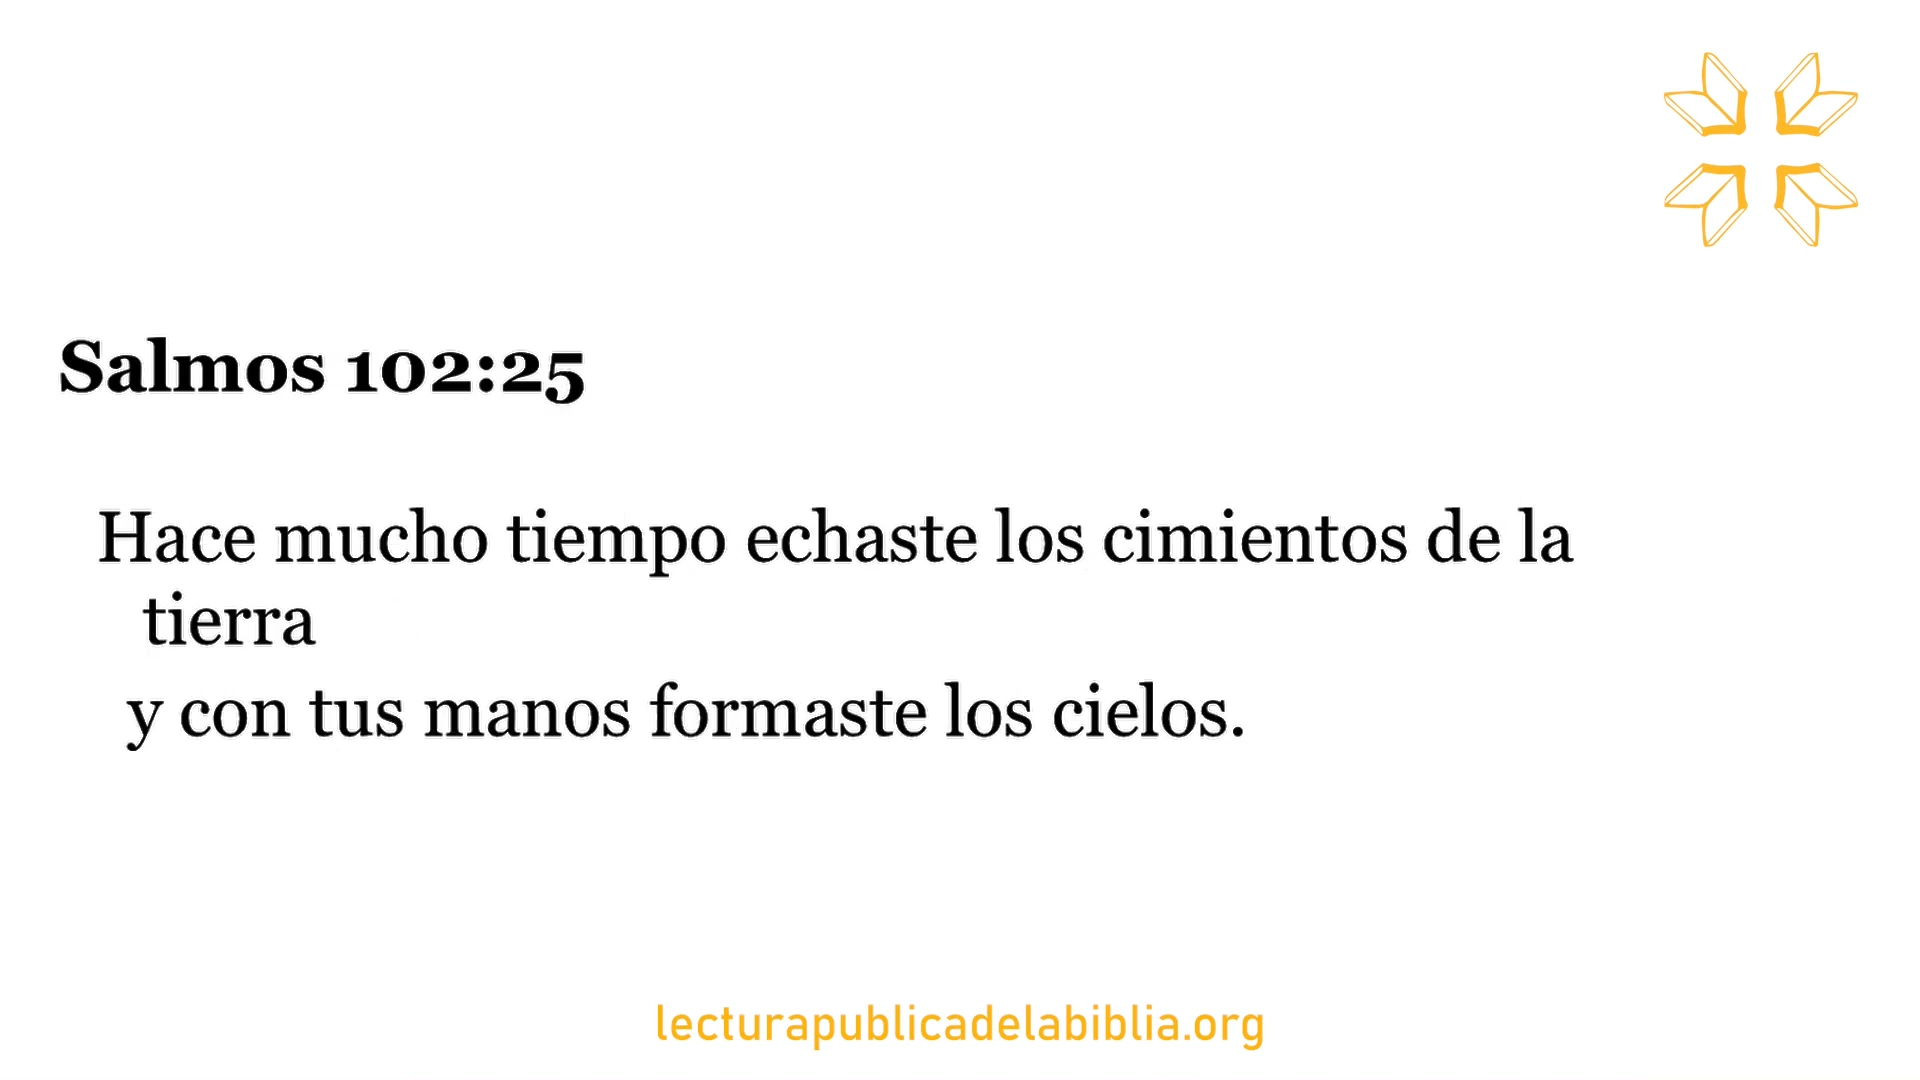 Salmos 102:25
Hace mucho tiempo echaste los cimientos de la
tierra
y con tus manos formaste los cielos.
lecturapublicadelabiblia.org